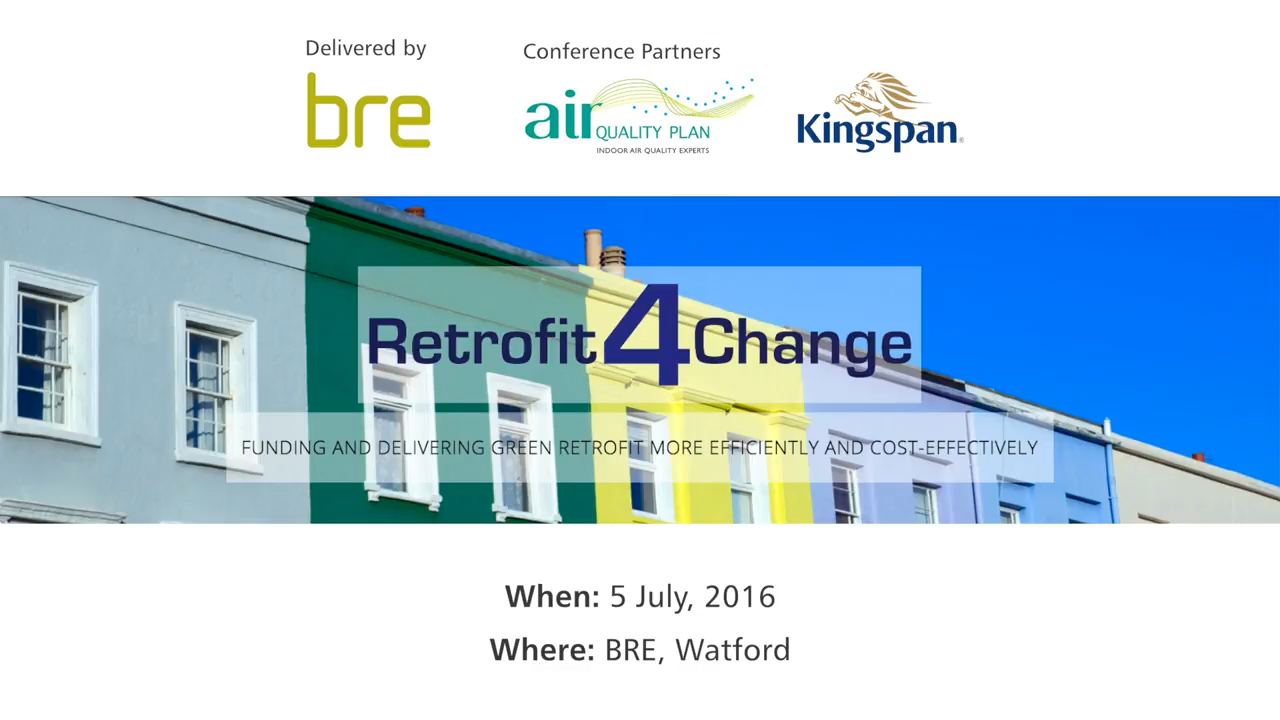 Delivered by
Conference Partners
bre
air
QUALITY PLAN
INDOOR AIR QUALITY EXPERTS
Kingspan®
Retrofit4Change
FUNDING AND DELIVERING GREEN RETROFIT MORE EFFICIENTLY AND COST-EFFECTIVELY
When: 5 July, 2016
Where: BRE, Watford